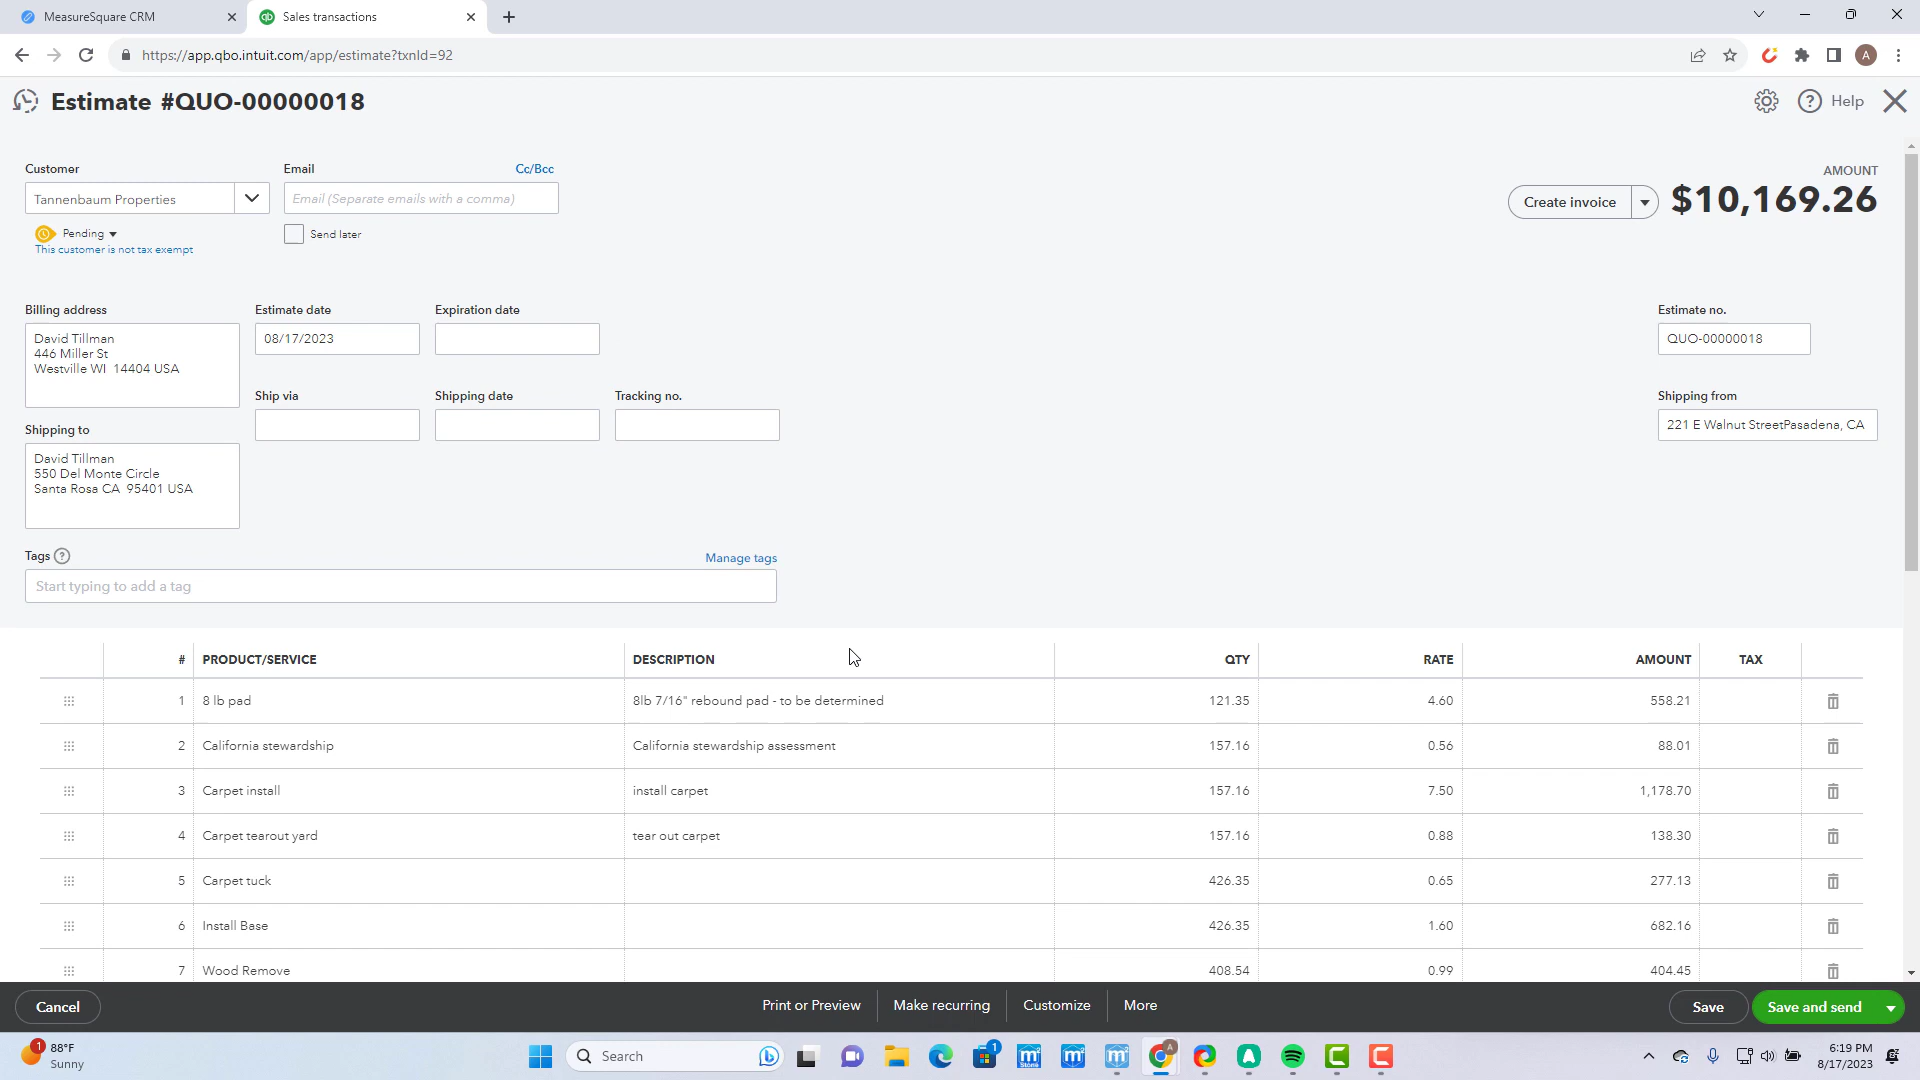 MeasureSquare CRM
Sales transactions
https://app.qbo.intuit.com/app/estimate?txnId=92
A
Estimate #QUO-00000018
Help
Customer
Email
Cc/Bcc
AMOUNT
Tannenbaum Properties
Email (Separate emails with a comma)
Create invoice
$10,169.26
Pending
Send later
This customer is not tax exempt
Billing address
Estimate date
Expiration date
Estimate no.
David Tillman
446 Miller St
Westville WI 14404 USA
08/17/2023
QUO-00000018
Ship via
Shipping date
Tracking no.
Shipping from
221 E Walnut StreetPasadena, CA
Shipping to
David Tillman
550 Del Monte Circle
Santa Rosa CA 95401 USA
Tags
Manage tags
Start typing to add a tag
# PRODUCT/SERVICE DESCRIPTION QTY RATE AMOUNT TAX
1 8 lb pad 8lb 7/16" rebound pad - to be determined 121.35 4.60 558.21
2 California stewardship California stewardship assessment 157.16 0.56 88.01
3 Carpet install install carpet 157.16 7.50 1,178.70
4 Carpet tearout yard tear out carpet 157.16 0.88 138.30
5 Carpet tuck 426.35 0.65 277.13
6 Install Base 426.35 1.60 682.16
7 Wood Remove 408.54 0.99 404.45
Cancel
Print or Preview
Make recurring
Customize
More
Save
Save and send
1
88°F
Sunny
Search
1
6:19 PM
8/17/2023